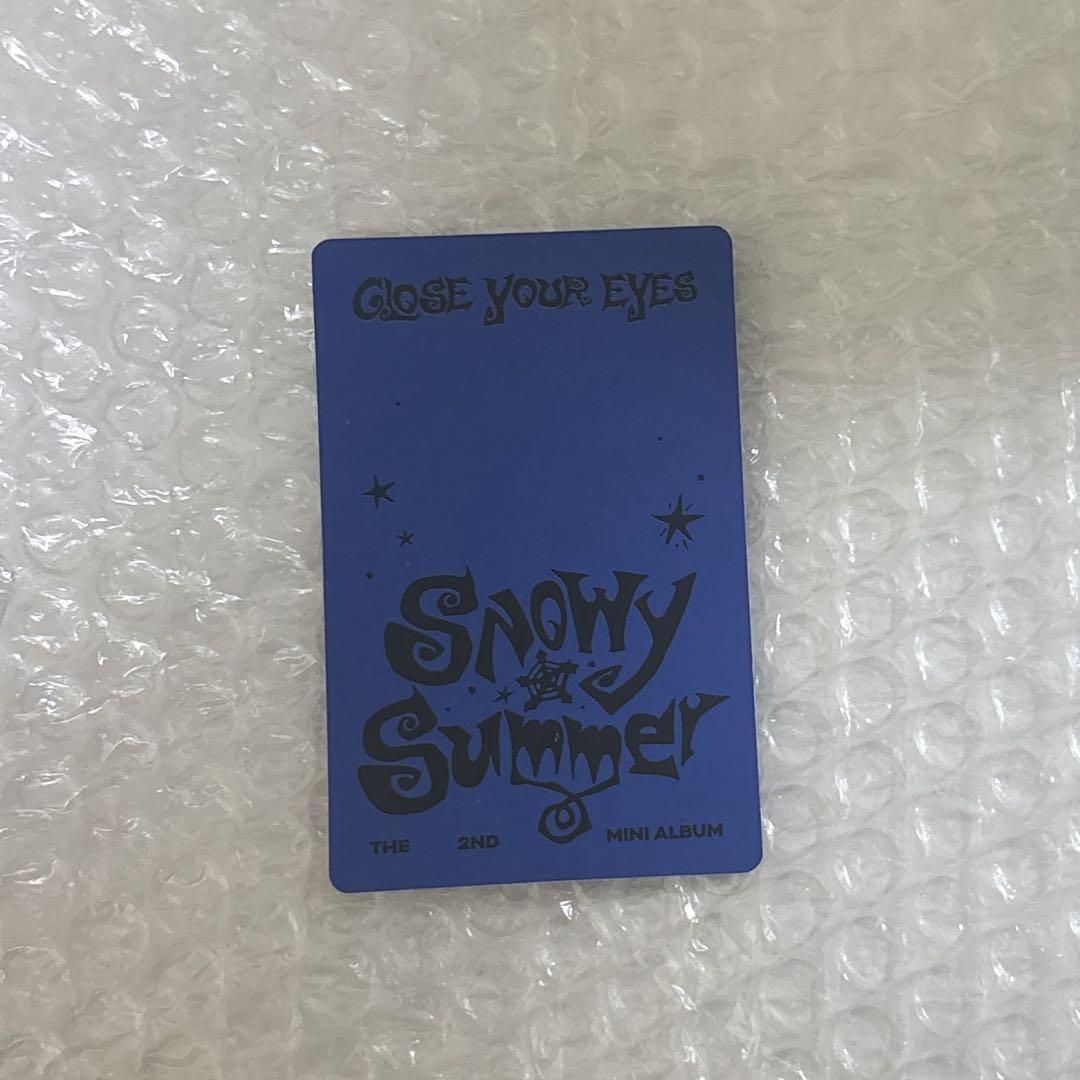 CLOSE YOUR EYES
Snowy
Summer
THE 2ND MINI ALBUM